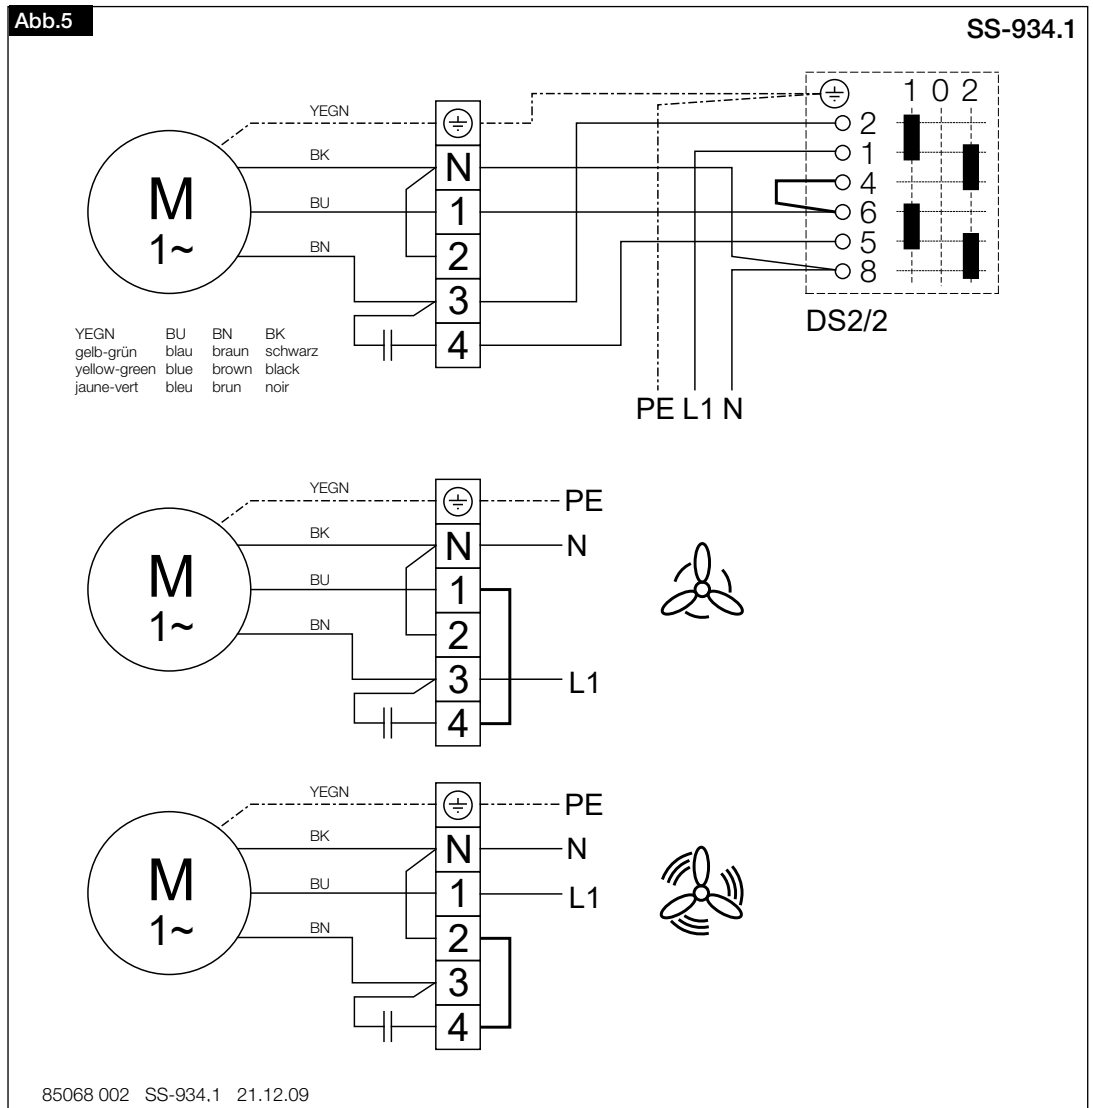 Abb.5
SS-934.1
YEGN
BK
BU
BN
M
1~
N
1
2
3
4
1 0 2
2
1
4
6
5
8
DS2/2
PE L1 N
YEGN BU BN BK
gelb-grün blau braun schwarz
yellow-green blue brown black
jaune-vert bleu brun noir
YEGN
BK
BU
BN
M
1~
N
1
2
3
4
PE
N
L1
YEGN
BK
BU
BN
M
1~
N
1
2
3
4
PE
N
L1
85068 002 SS-934.1 21.12.09